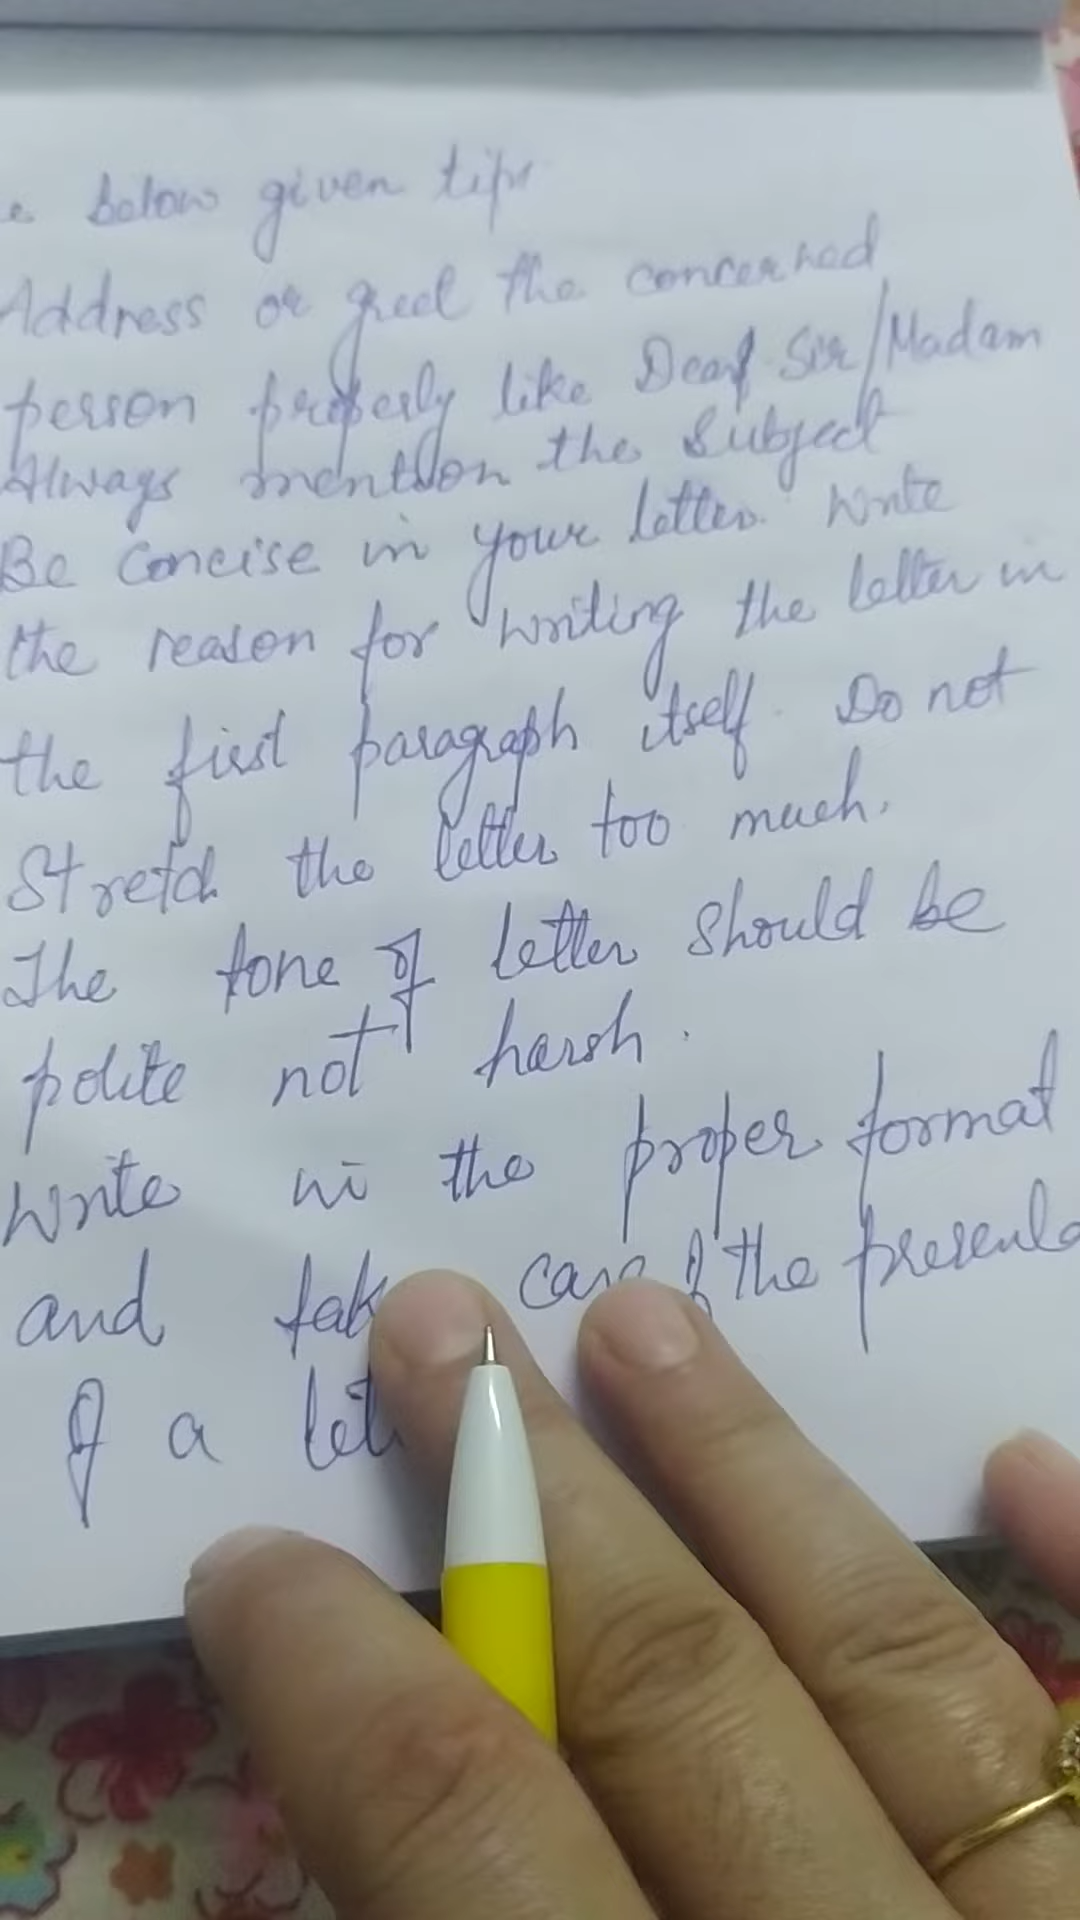 below given tips
Address or greet the concerned
person properly like Dear Sir/Madam
Always mention the Subject
Be Concise in your letter. Write
the reason for writing the letter in
the first paragraph itself. Do not
Stretch the letter too much.
The tone of letter should be
polite not harsh.
Write in the proper format
and care of the
of a